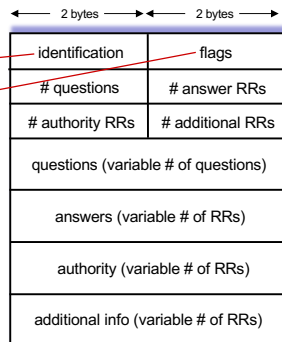 2 bytes 2 bytes
identification flags
# questions # answer RRs
# authority RRs # additional RRs
questions (variable # of questions)
answers (variable # of RRs)
authority (variable # of RRs)
additional info (variable # of RRs)